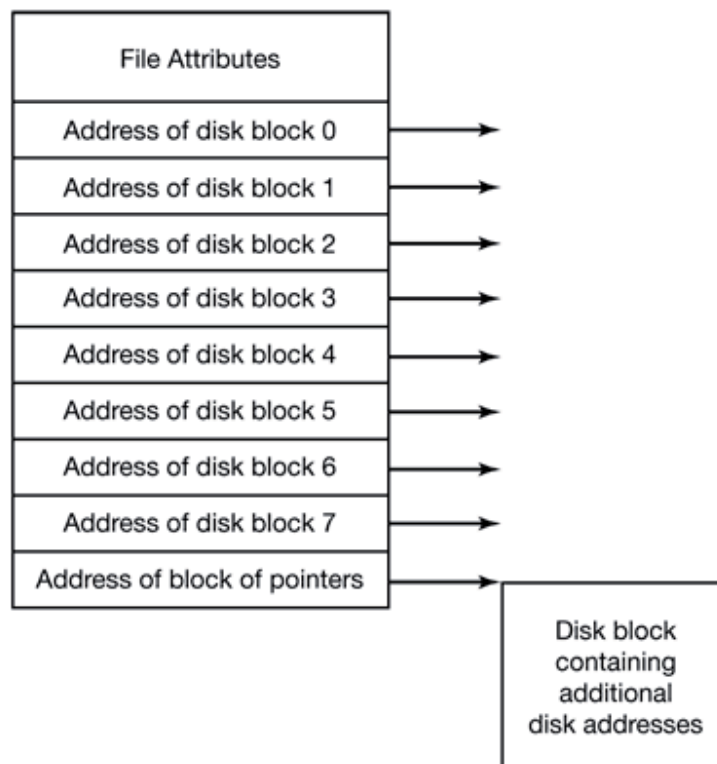 File Attributes
Address of disk block 0
Address of disk block 1
Address of disk block 2
Address of disk block 3
Address of disk block 4
Address of disk block 5
Address of disk block 6
Address of disk block 7
Address of block of pointers
Disk block
containing
additional
disk addresses